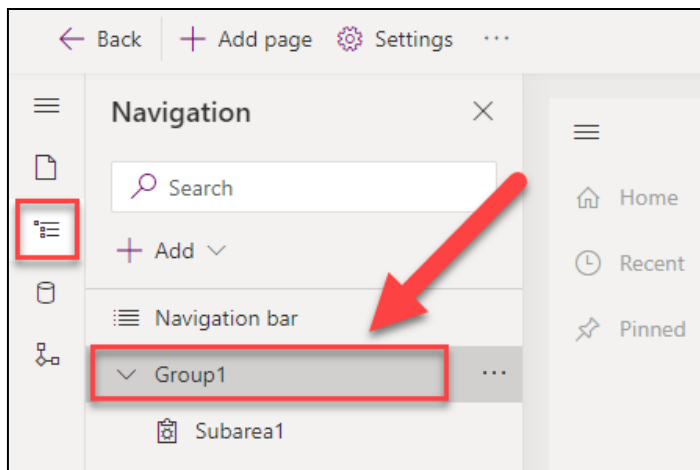 Back
Add page
Settings
Navigation
Search
Add
Navigation bar
Group1
Subarea1
Home
Recent
Pinned